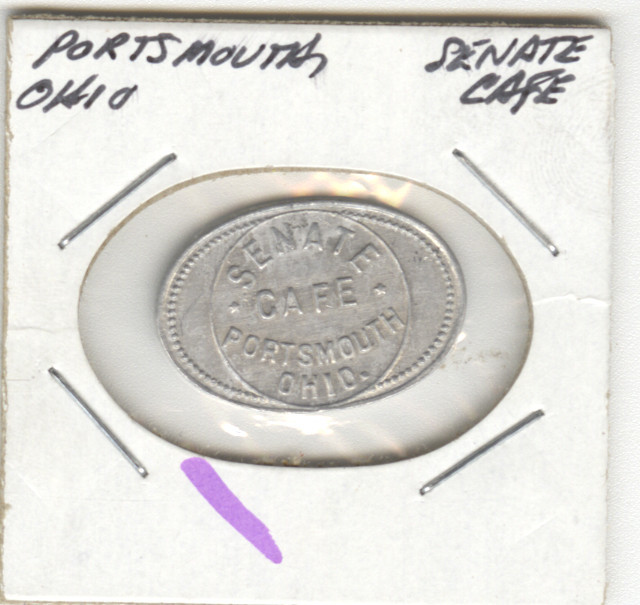 PORTSMOUTH, OHIO
SENATE CAFE
SENATE
CAFE
PORTSMOUTH
OHIO.